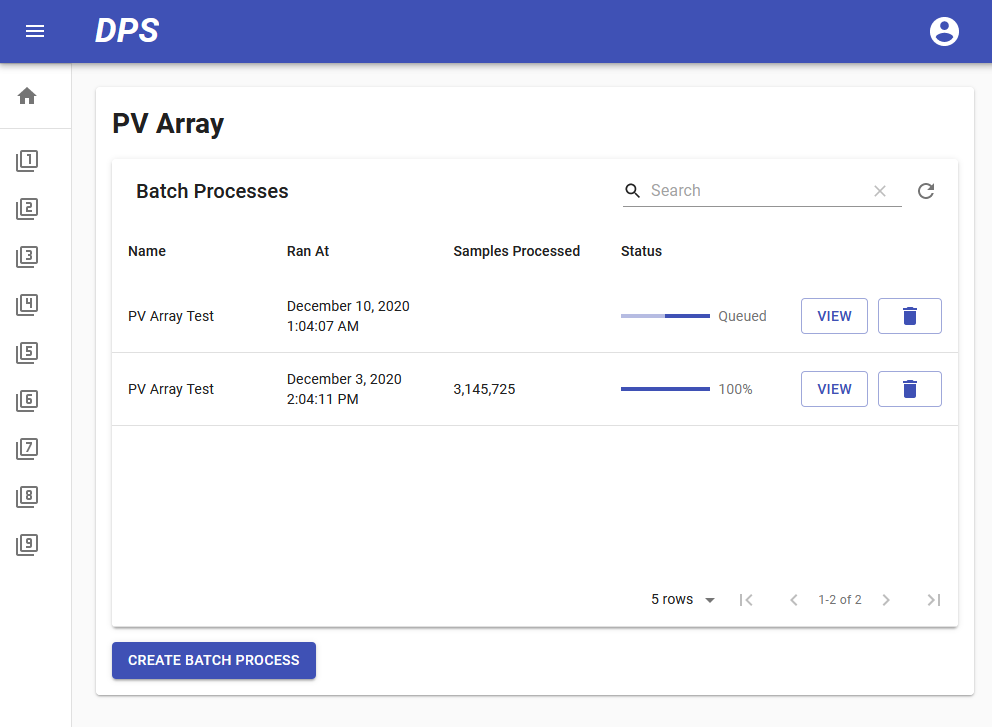 DPS
1
2
3
4
5
6
7
8
9
PV Array
Batch Processes
Search
Name Ran At Samples Processed Status
PV Array Test December 10, 2020 1:04:07 AM Queued VIEW
PV Array Test December 3, 2020 2:04:11 PM 3,145,725 100% VIEW
5 rows 1-2 of 2
CREATE BATCH PROCESS